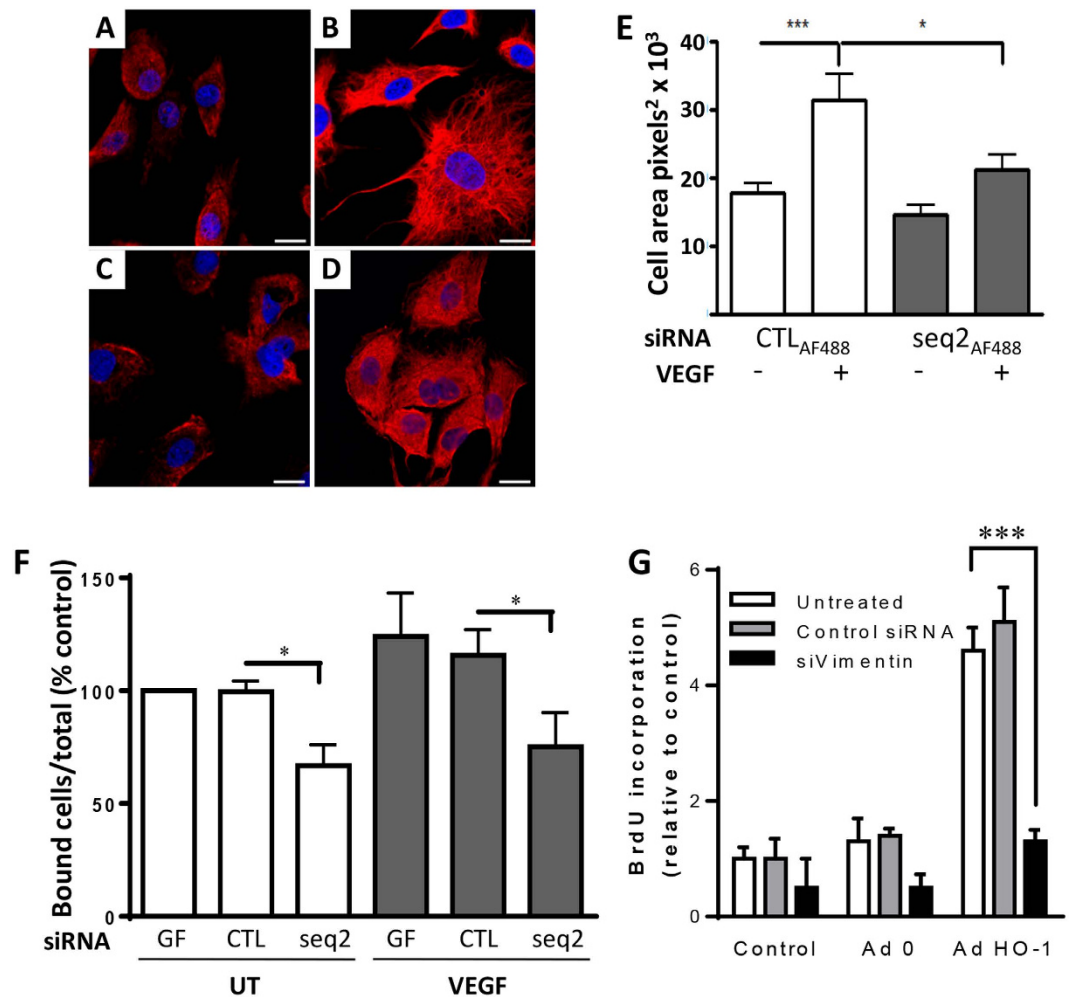 A
B
C
D
E
*** *
Cell area pixels² x 10³
40
30
20
10
siRNA CTL_AF488 seq2_AF488
VEGF - + - +
F
Bound cells/total (% control)
150
100
50
0
* *
siRNA GF CTL seq2 GF CTL seq2
UT VEGF
G
BrdU incorporation
(relative to control)
6
4
2
0
***
Untreated
Control siRNA
siVimentin
Control Ad 0 Ad HO-1